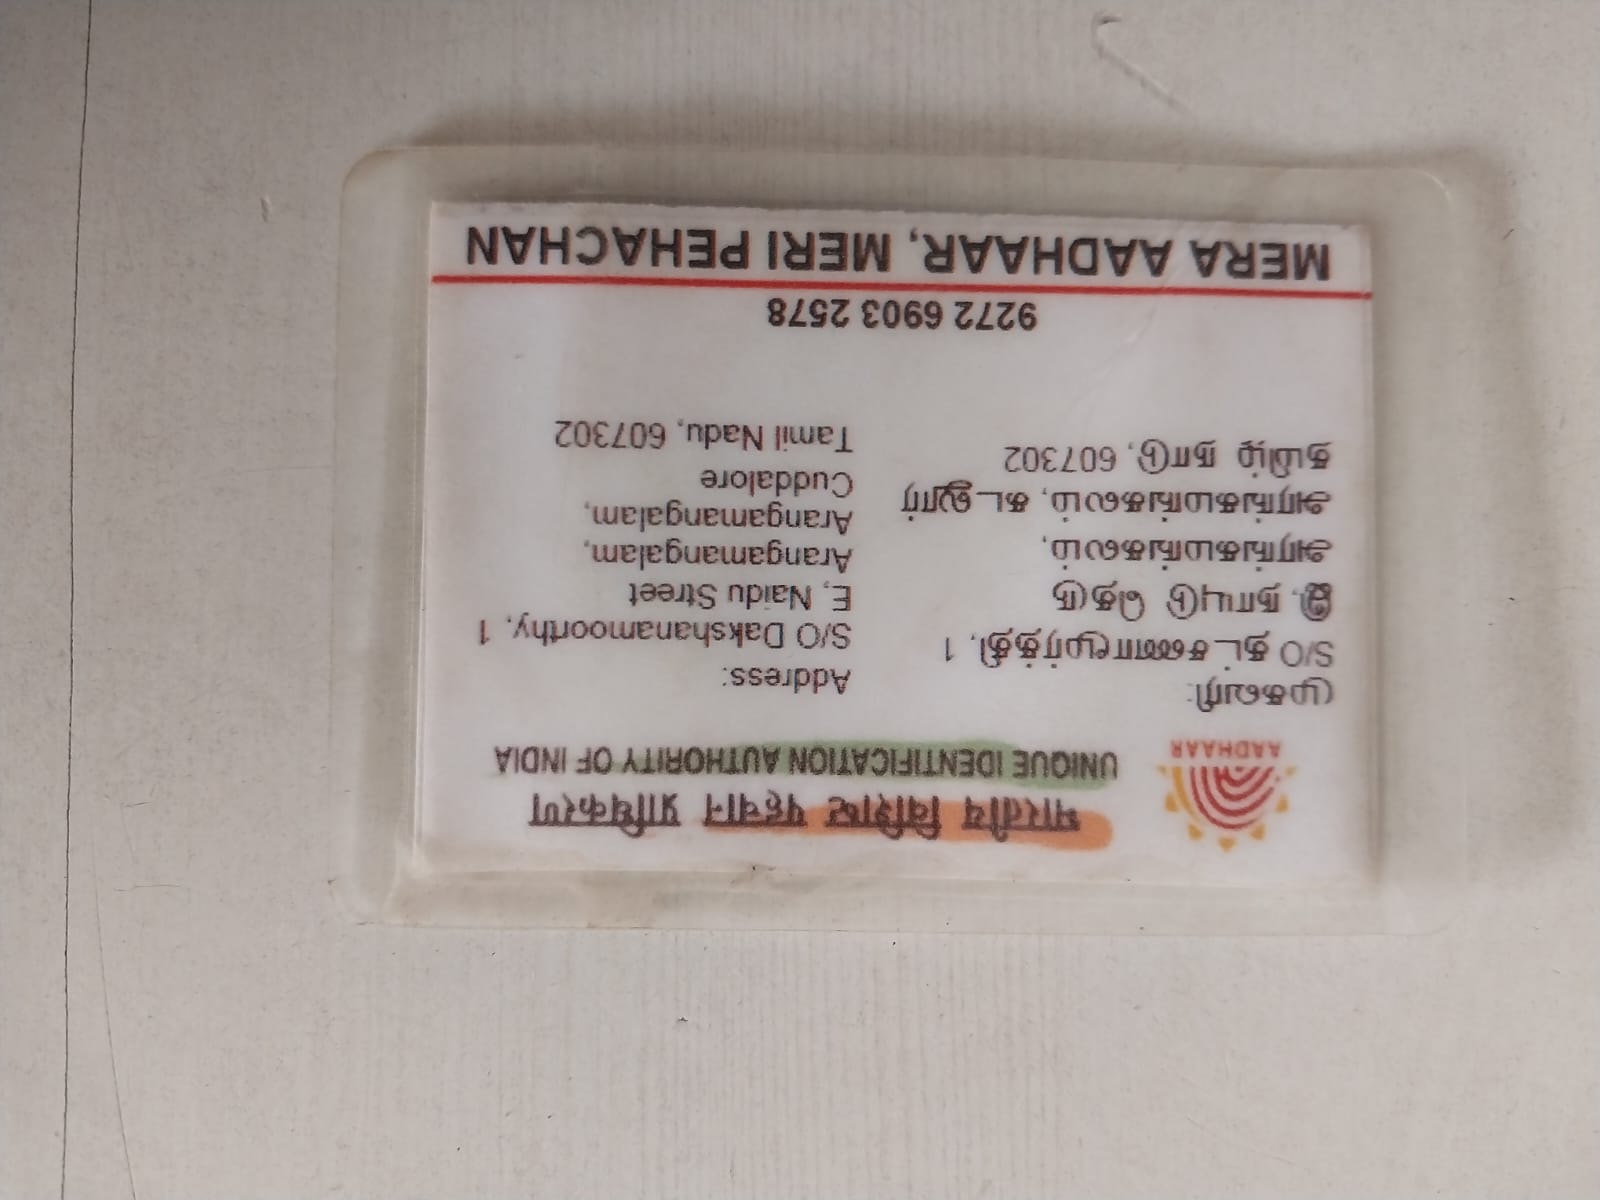 भारतीय विशिष्ट पहचान प्राधिकरण
UNIQUE IDENTIFICATION AUTHORITY OF INDIA
AADHAAR
முகவரி:
S/O தட்சணாமூர்த்தி, 1
இ, நாயுடு தெரு
அரங்கமங்கலம்,
அரங்கமங்கலம், கடலூர்
தமிழ் நாடு, 607302
Address:
S/O Dakshanamoorthy, 1
E, Naidu Street
Arangamangalam,
Arangamangalam,
Cuddalore
Tamil Nadu, 607302
9272 6903 2578
MERA AADHAAR, MERI PEHACHAN